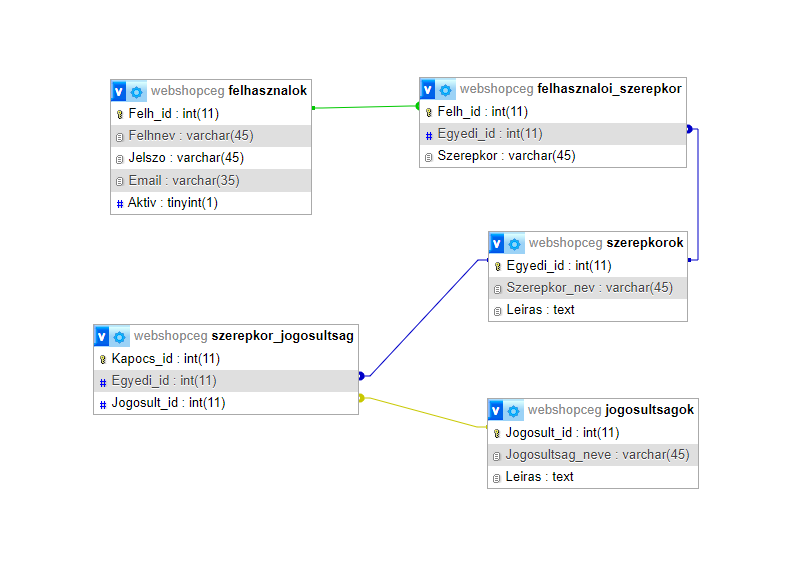 webshopceg felhasznalok
Felh_id : int(11)
Felhnev : varchar(45)
Jelszo : varchar(45)
Email : varchar(35)
# Aktiv : tinyint(1)
webshopceg felhasznaloi_szerepkor
Felh_id : int(11)
# Egyedi_id : int(11)
Szerepkor : varchar(45)
webshopceg szerepkorok
Egyedi_id : int(11)
Szerepkor_nev : varchar(45)
Leiras : text
webshopceg szerepkor_jogosultsag
Kapocs_id : int(11)
# Egyedi_id : int(11)
# Jogosult_id : int(11)
webshopceg jogosultsagok
Jogosult_id : int(11)
Jogosultsag_neve : varchar(45)
Leiras : text